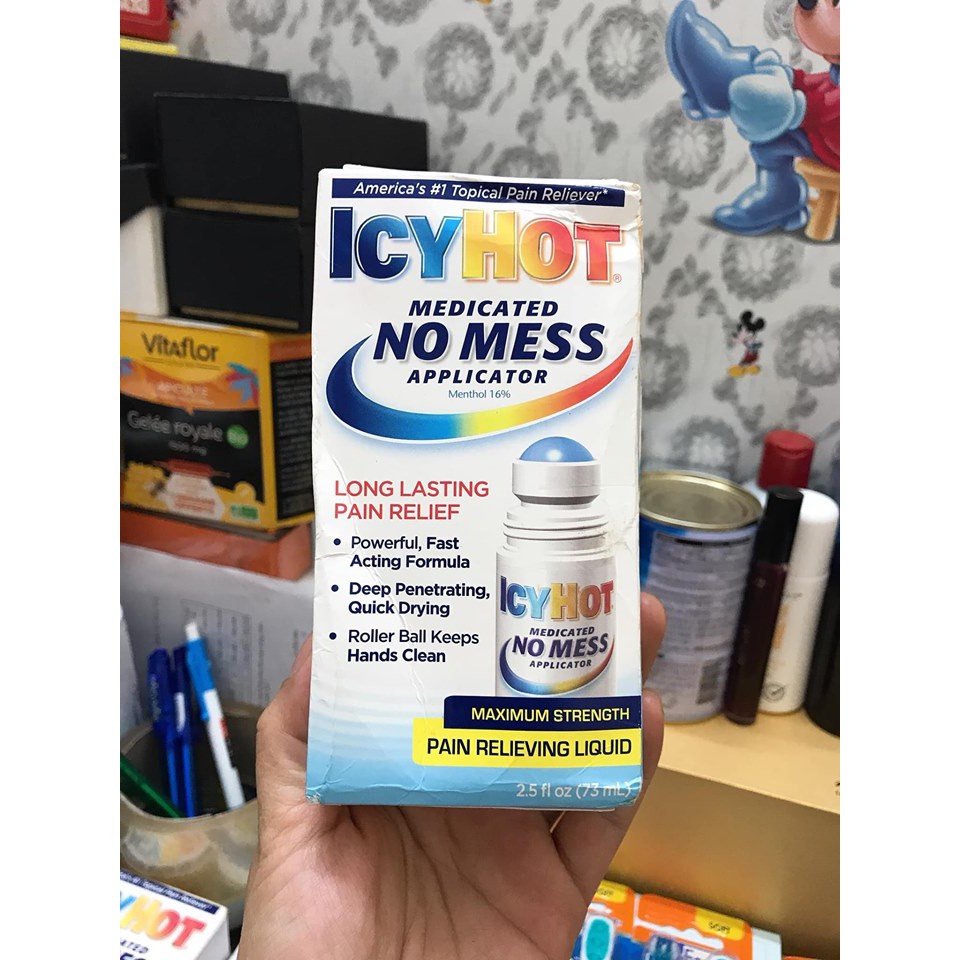 America's #1 Topical Pain Reliever*
ICYHOT®
MEDICATED
NO MESS
APPLICATOR
Menthol 16%
LONG LASTING
PAIN RELIEF
• Powerful, Fast
Acting Formula
• Deep Penetrating,
Quick Drying
• Roller Ball Keeps
Hands Clean
ICYHOT
MEDICATED
NO MESS
APPLICATOR
MAXIMUM STRENGTH
PAIN RELIEVING LIQUID
2.5 fl oz (73 mL)
Vitaflor
Gelée royale
HOT
SOFT